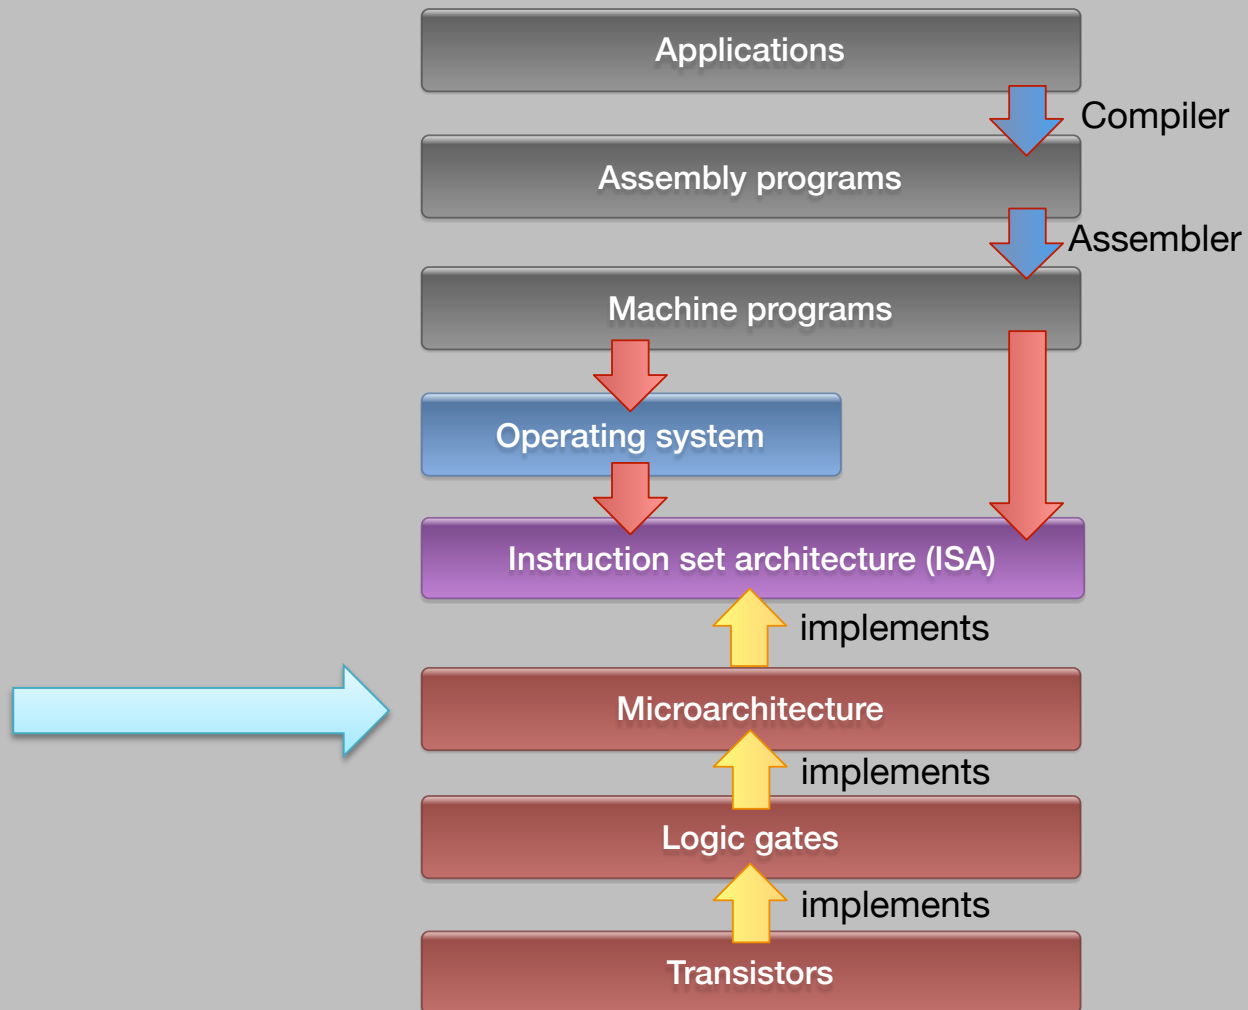 Applications
Compiler
Assembly programs
Assembler
Machine programs
Operating system
Instruction set architecture (ISA)
implements
Microarchitecture
implements
Logic gates
implements
Transistors